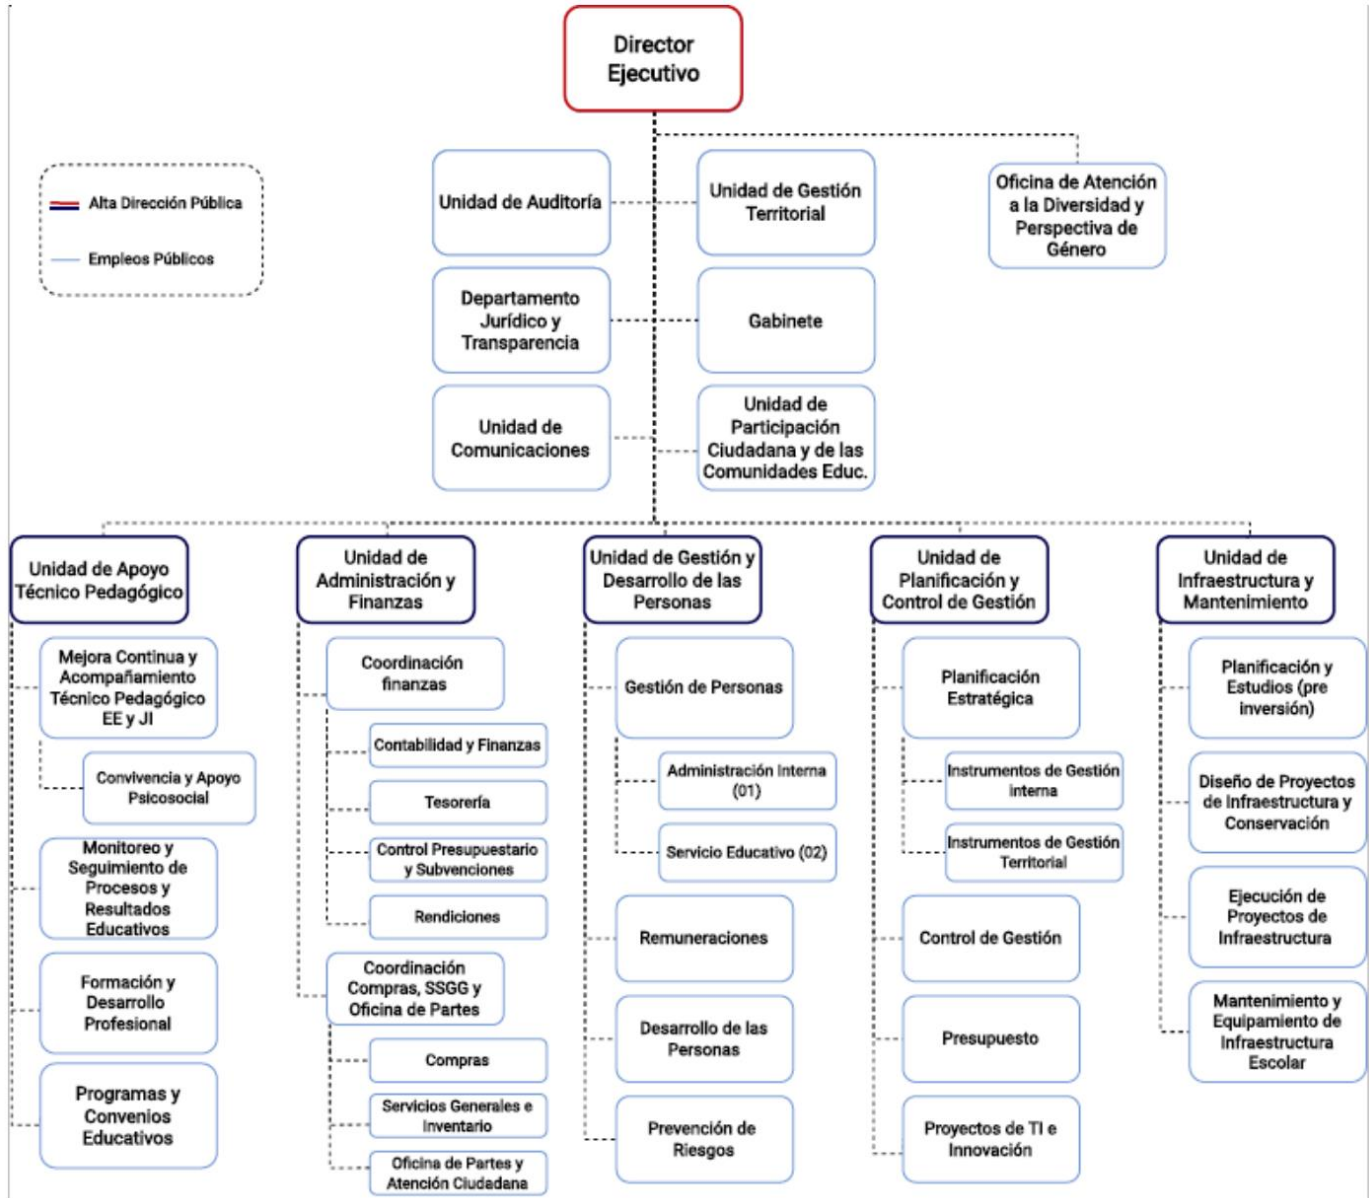 Director
Ejecutivo
Alta Dirección Pública
Empleos Públicos
Unidad de Auditoría
Unidad de Gestión
Territorial
Oficina de Atención
a la Diversidad y
Perspectiva de
Género
Departamento
Jurídico y
Transparencia
Gabinete
Unidad de
Comunicaciones
Unidad de
Participación
Ciudadana y de las
Comunidades Educ.
Unidad de Apoyo
Técnico Pedagógico
Mejora Continua y
Acompañamiento
Técnico Pedagógico
EE y JI
Convivencia y Apoyo
Psicosocial
Monitoreo y
Seguimiento de
Procesos y
Resultados
Educativos
Formación y
Desarrollo
Profesional
Programas y
Convenios
Educativos
Unidad de
Administración y
Finanzas
Coordinación
finanzas
Contabilidad y Finanzas
Tesorería
Control Presupuestario
y Subvenciones
Rendiciones
Coordinación
Compras, SSGG y
Oficina de Partes
Compras
Servicios Generales e
Inventario
Oficina de Partes y
Atención Ciudadana
Unidad de Gestión y
Desarrollo de las
Personas
Gestión de Personas
Administración Interna
(01)
Servicio Educativo (02)
Remuneraciones
Desarrollo de las
Personas
Prevención de
Riesgos
Unidad de
Planificación y
Control de Gestión
Planificación
Estratégica
Instrumentos de Gestión
interna
Instrumentos de Gestión
Territorial
Control de Gestión
Presupuesto
Proyectos de TI e
Innovación
Unidad de
Infraestructura y
Mantenimiento
Planificación y
Estudios (pre
inversión)
Diseño de Proyectos
de Infraestructura y
Conservación
Ejecución de
Proyectos de
Infraestructura
Mantenimiento y
Equipamiento de
Infraestructura
Escolar